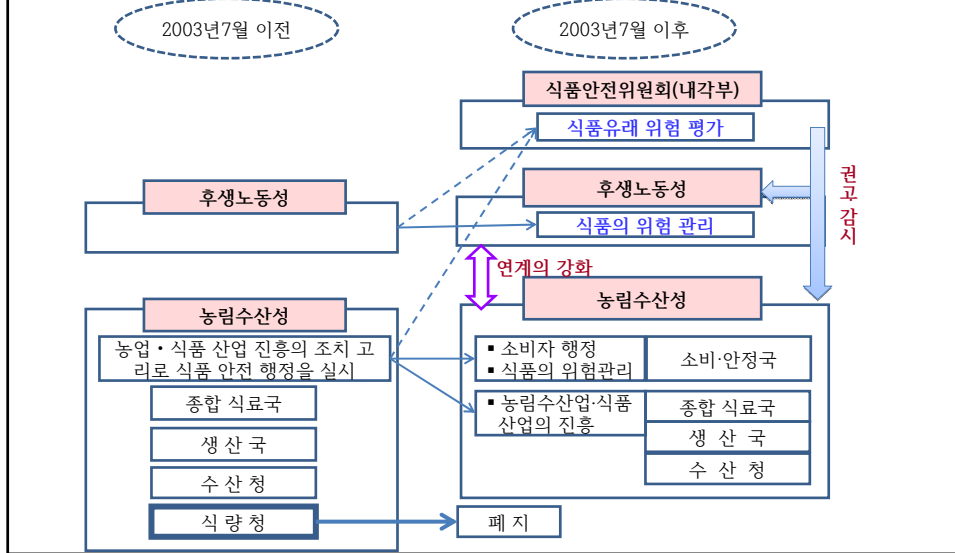 2003년7월 이전
2003년7월 이후
식품안전위원회(내각부)
식품유래 위험 평가
후생노동성
후생노동성
식품의 위험 관리
권고·감시
연계의 강화
농림수산성
농업・식품 산업 진흥의 조치 고
리로 식품 안전 행정을 실시
종합 식료국
생 산 국
수 산 청
식 량 청
폐 지
농림수산성
▪ 소비자 행정
▪ 식품의 위험관리
소비·안정국
▪ 농림수산업·식품
산업의 진흥
종합 식료국
생 산 국
수 산 청